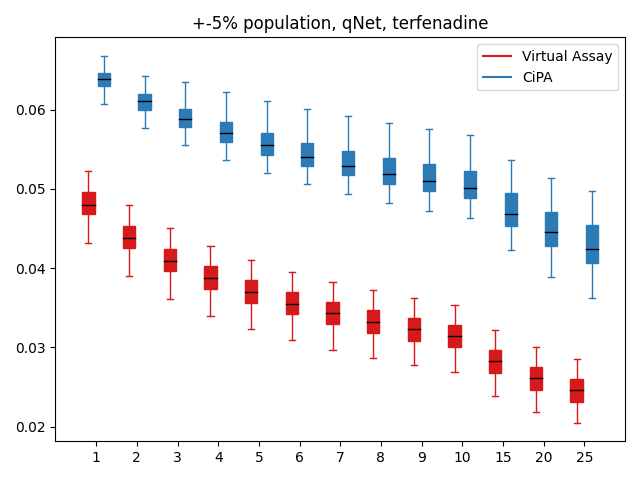 +-5% population, qNet, terfenadine
Virtual Assay
CiPA
0.06
0.05
0.04
0.03
0.02
1 2 3 4 5 6 7 8 9 10 15 20 25